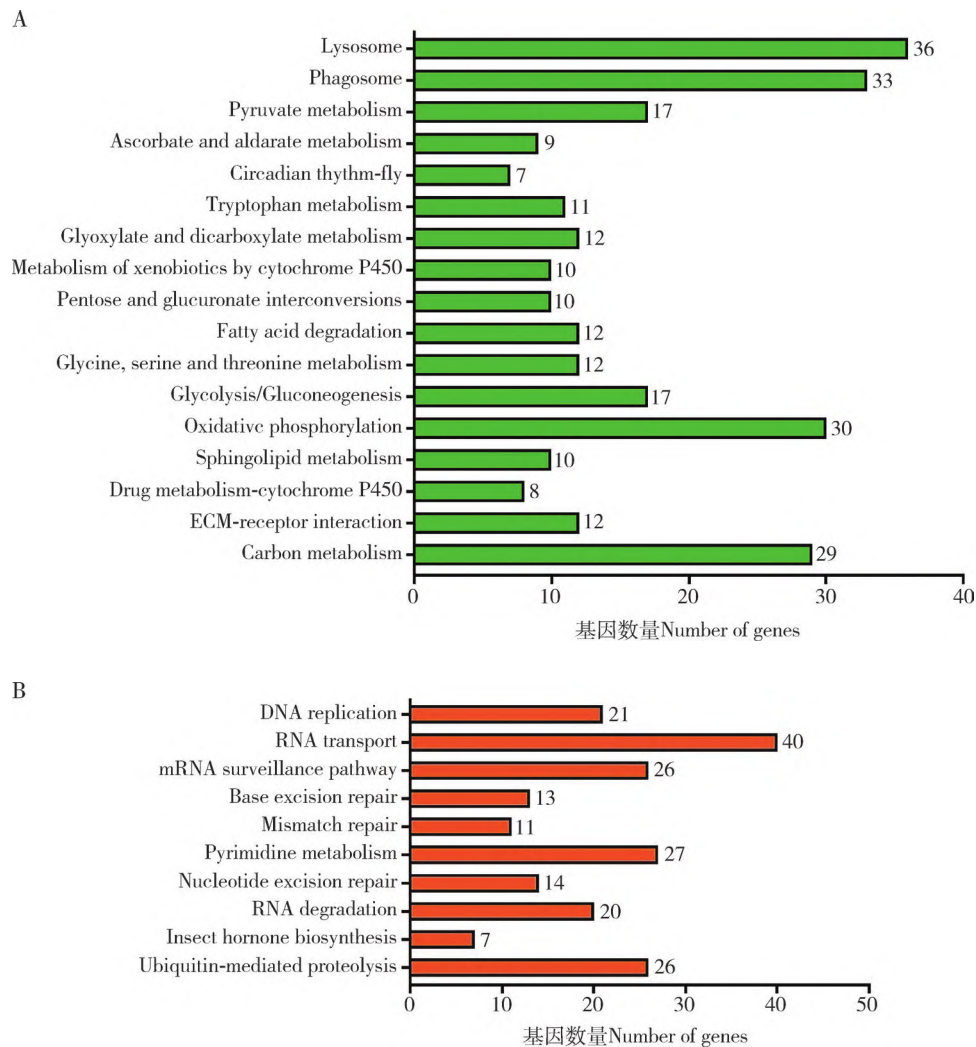 A
Lysosome 36
Phagosome 33
Pyruvate metabolism 17
Ascorbate and aldarate metabolism 9
Circadian thythm-fly 7
Tryptophan metabolism 11
Glyoxylate and dicarboxylate metabolism 12
Metabolism of xenobiotics by cytochrome P450 10
Pentose and glucuronate interconversions 10
Fatty acid degradation 12
Glycine, serine and threonine metabolism 12
Glycolysis/Gluconeogenesis 17
Oxidativc phosphorylation 30
Sphingolipid metabolism 10
Drug metabolism-cytochrome P450 8
ECM-receptor interaction 12
Carbon metabolism 29
0 10 20 30 40
基因数量Number of genes
B
DNA replication 21
RNA transport 40
mRNA surveillance pathway 26
Base excision repair 13
Mismatch repair 11
Pyrimidine metabolism 27
Nucleotide excision repair 14
RNA degradation 20
Insect hornone biosynthesis 7
Ubiquitin-mediated proteolysis 26
0 10 20 30 40 50
基因数量Number of genes